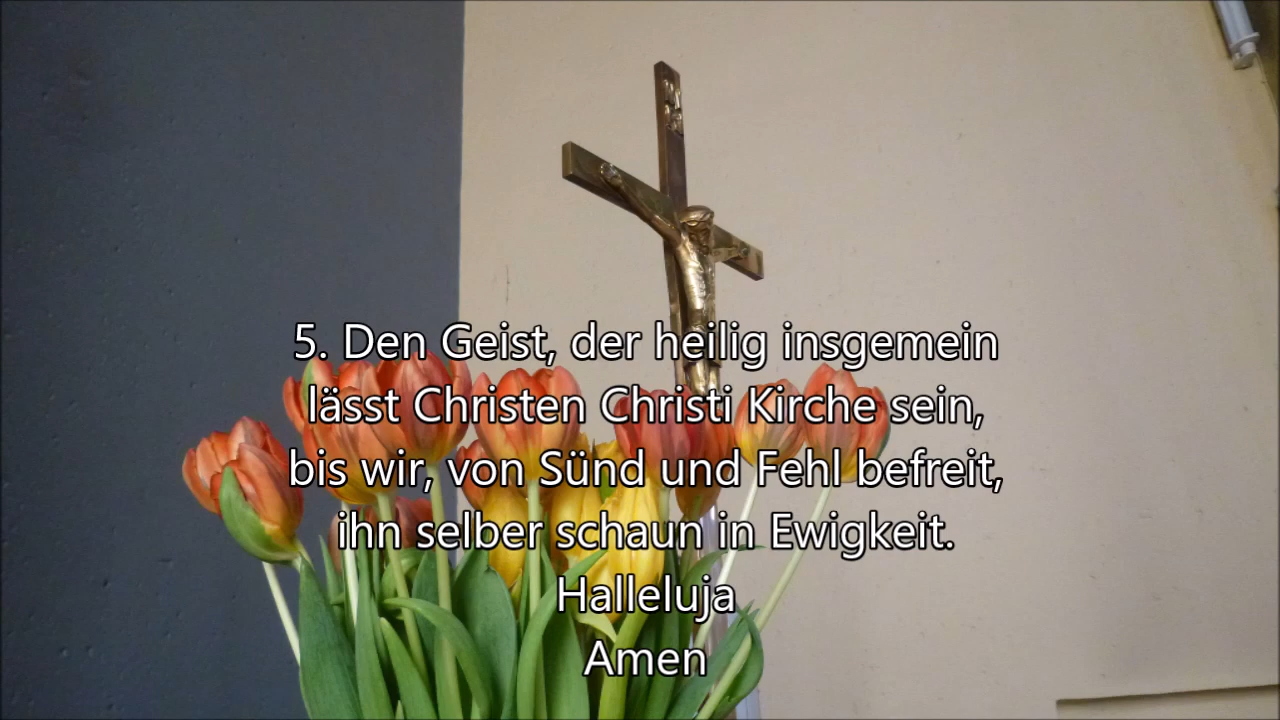 5. Den Geist, der heilig insgemein
lässt Christen Christi Kirche sein,
bis wir, von Sünd und Fehl befreit,
ihn selber schaun in Ewigkeit.
Halleluja
Amen